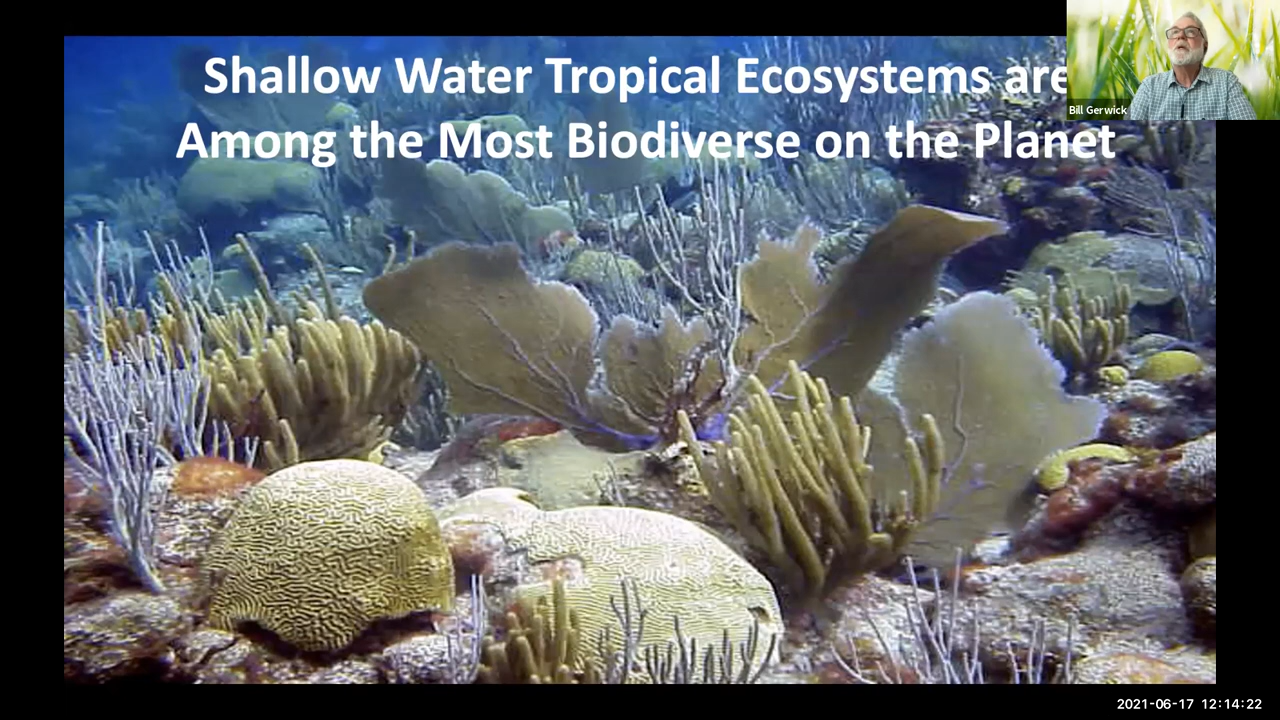 Shallow Water Tropical Ecosystems are
Among the Most Biodiverse on the Planet
Bill Gerwick
2021-06-17 12:14:22